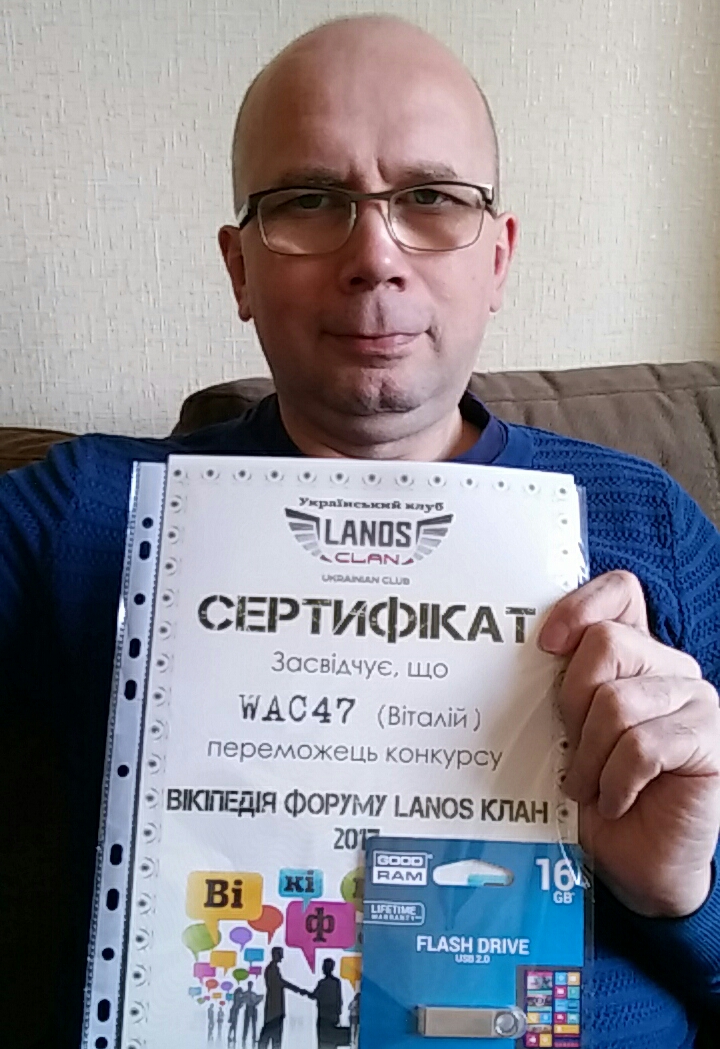 Український клуб
LANOS
CLAN
UKRAINIAN CLUB
СЕРТИФІКАТ
Засвідчує, що
WAC47 (Віталій)
переможець конкурсу
ВІКІПЕДІЯ ФОРУМУ LANOS КЛАН
2017
Ві
кі
ф
GOOD
RAM
16
GB
LIFETIME
WARRANTY
FLASH DRIVE
USB 2.0